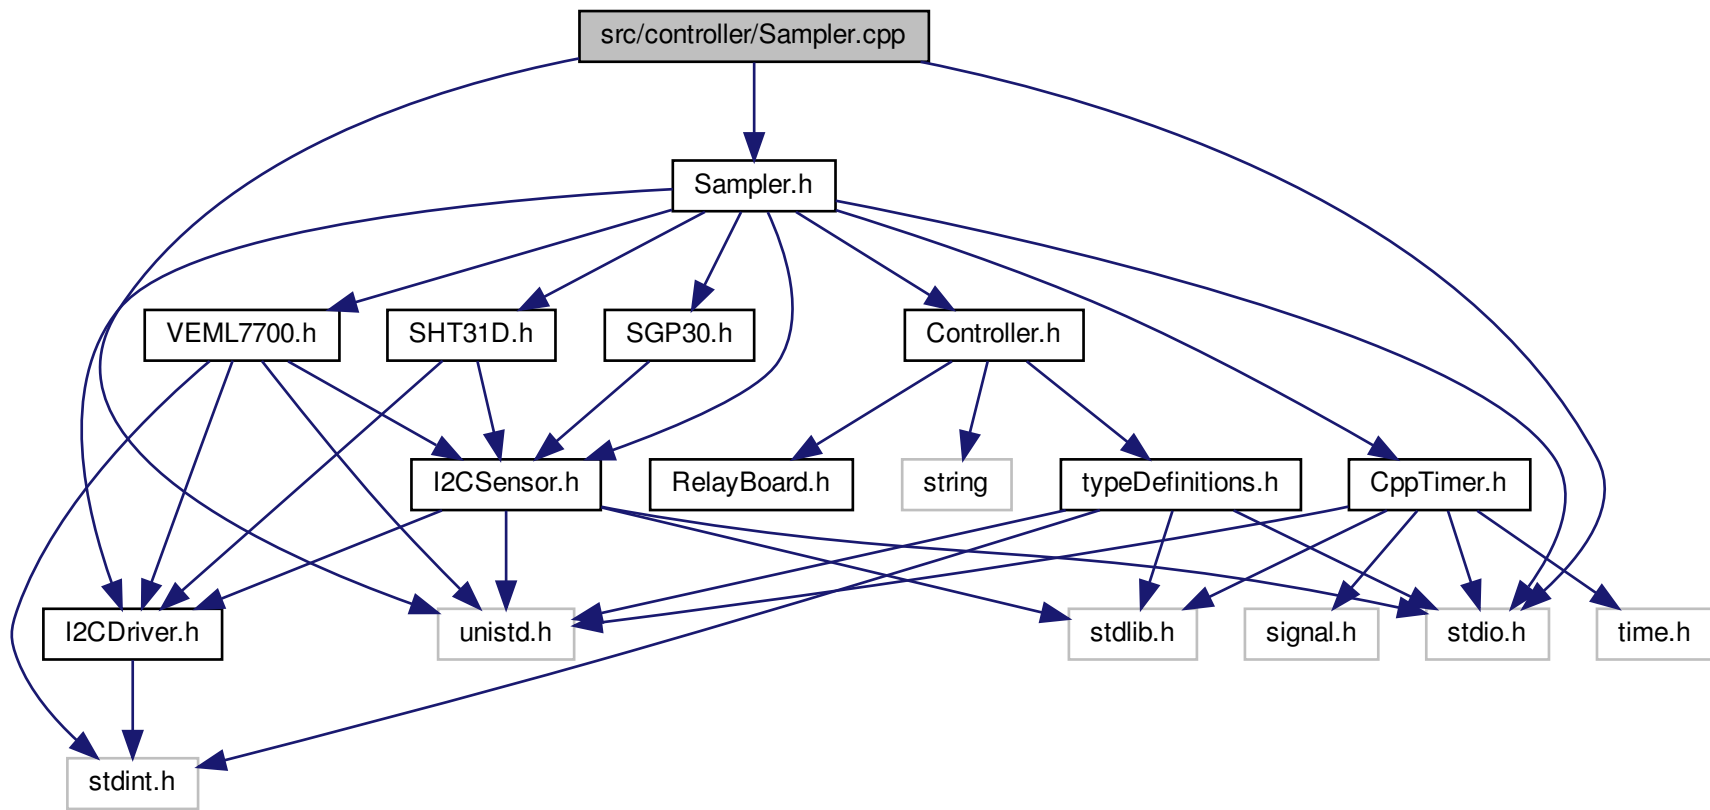 src/controller/Sampler.cpp
Sampler.h
VEML7700.h
SHT31D.h
SGP30.h
Controller.h
I2CSensor.h
RelayBoard.h
string
typeDefinitions.h
CppTimer.h
I2CDriver.h
unistd.h
stdlib.h
signal.h
stdio.h
time.h
stdint.h